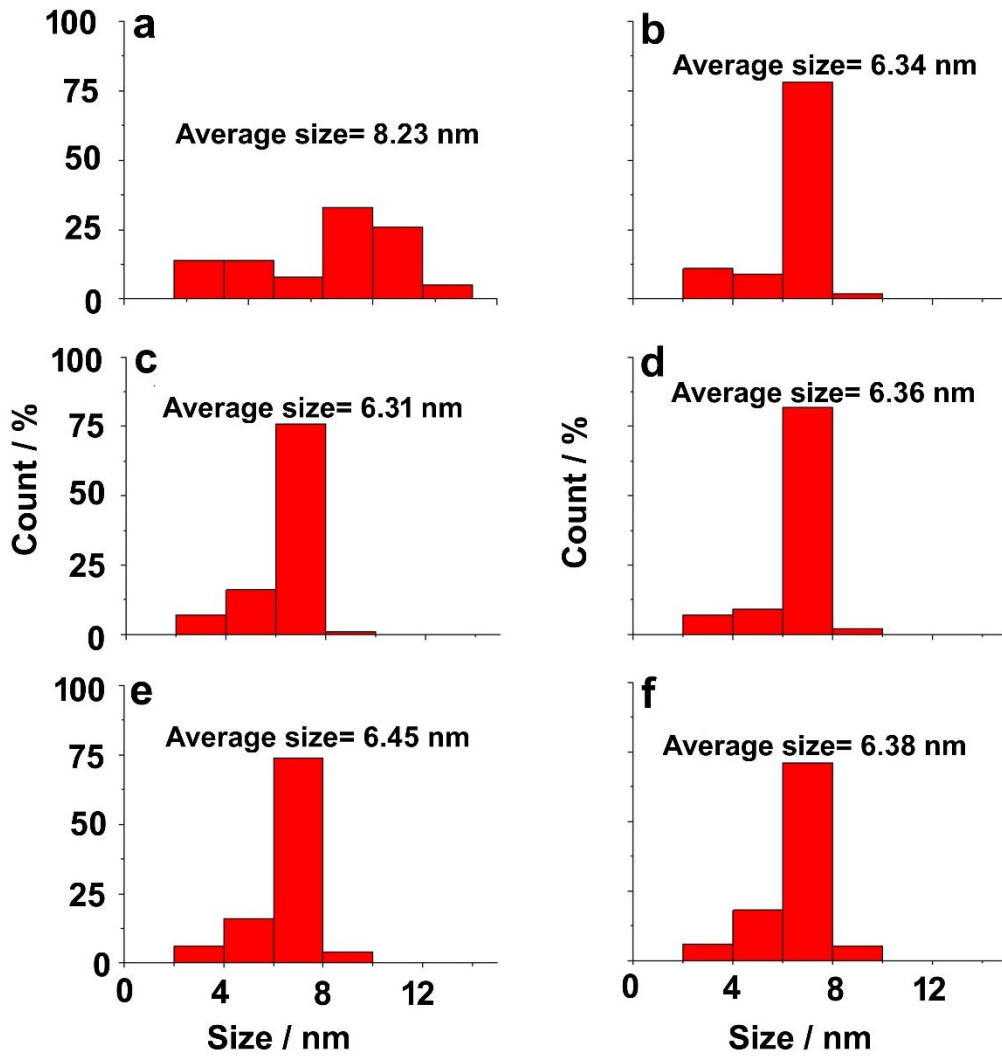 a
100
75
50
25
0
Average size= 8.23 nm
b
Average size= 6.34 nm
c
100
75
50
25
0
Average size= 6.31 nm
Count / %
d
Average size= 6.36 nm
Count / %
e
100
75
50
25
0
Average size= 6.45 nm
0 8 12
Size / nm
f
Average size= 6.38 nm
0 4 8 12
Size / nm